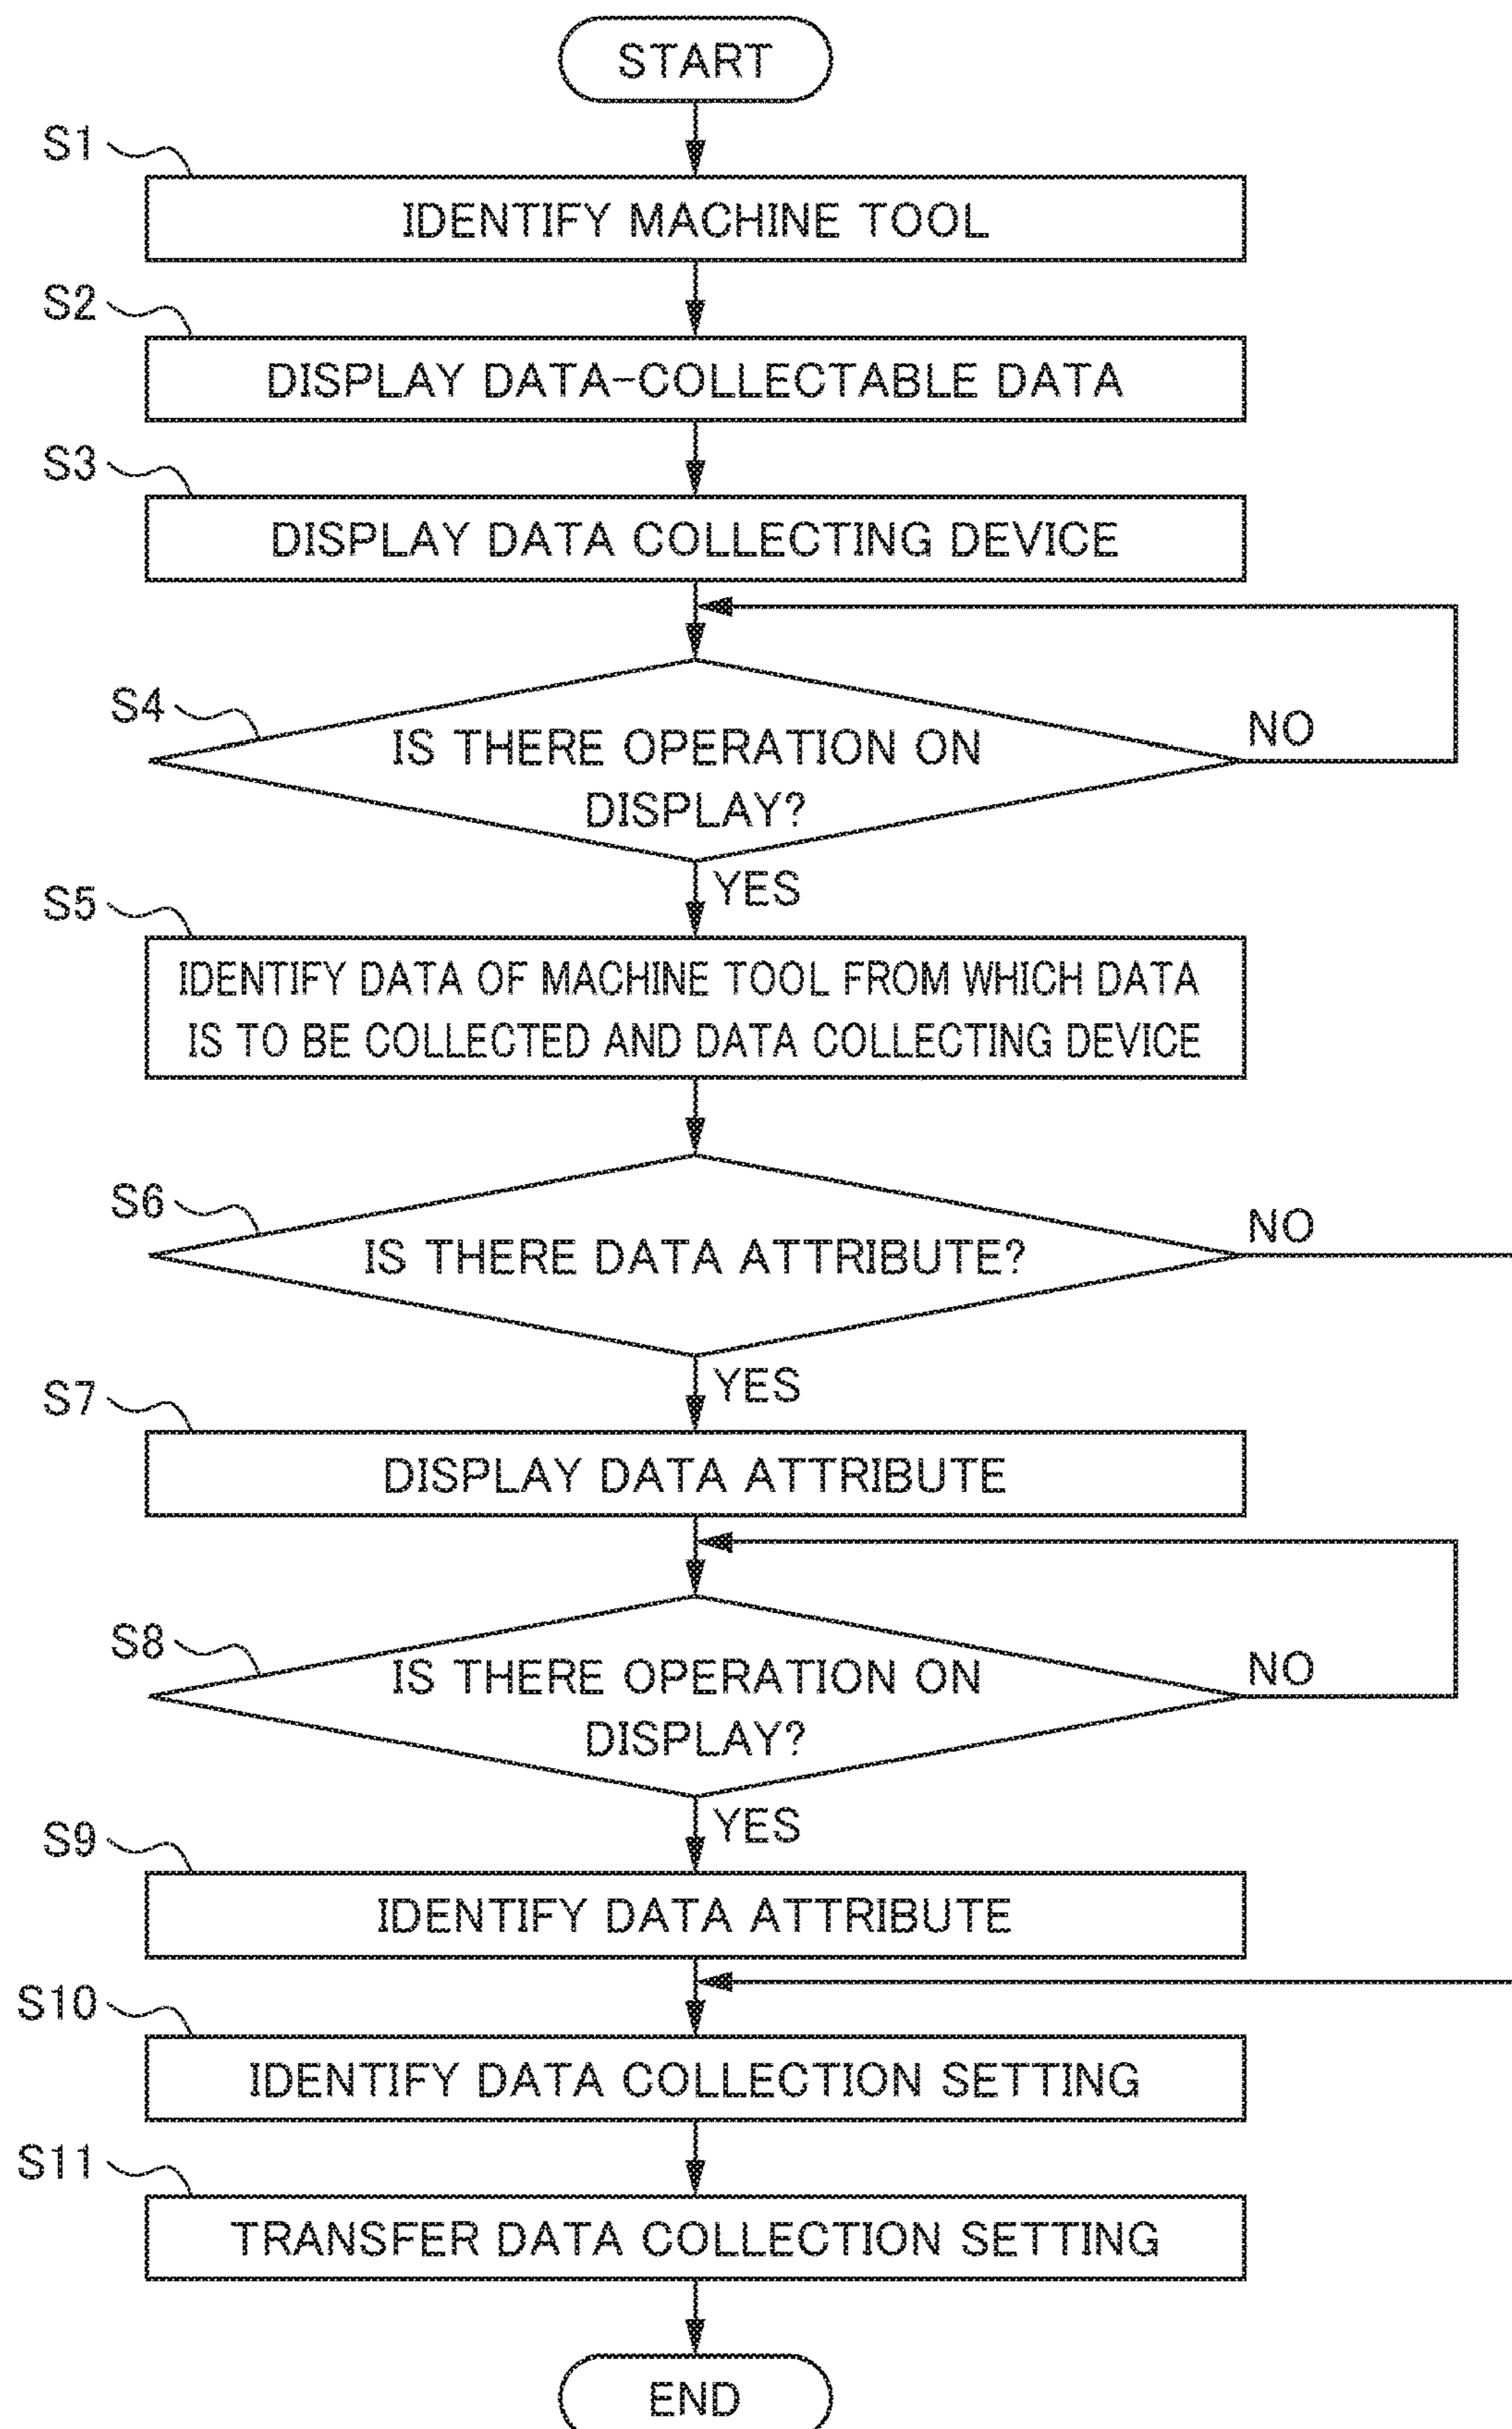 START
S1
IDENTIFY MACHINE TOOL
S2
DISPLAY DATA-COLLECTABLE DATA
S3
DISPLAY DATA COLLECTING DEVICE
S4
IS THERE OPERATION ON
DISPLAY?
NO
YES
S5
IDENTIFY DATA OF MACHINE TOOL FROM WHICH DATA
IS TO BE COLLECTED AND DATA COLLECTING DEVICE
S6
IS THERE DATA ATTRIBUTE?
NO
YES
S7
DISPLAY DATA ATTRIBUTE
S8
IS THERE OPERATION ON
DISPLAY?
NO
YES
S9
IDENTIFY DATA ATTRIBUTE
S10
IDENTIFY DATA COLLECTION SETTING
S11
TRANSFER DATA COLLECTION SETTING
END